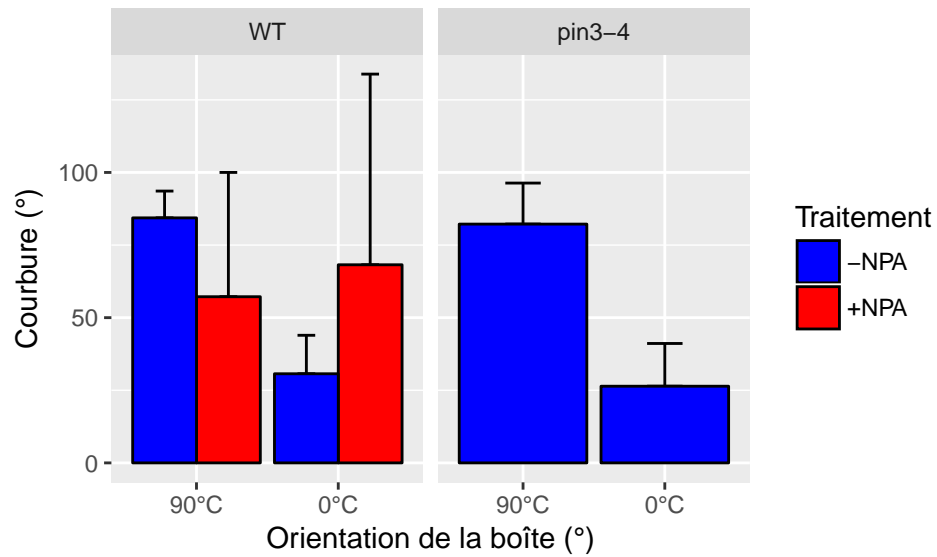 WT
pin3−4
Courbure (°)
100
50
0
90°C
0°C
90°C
0°C
Orientation de la boîte (°)
Traitement
−NPA
+NPA